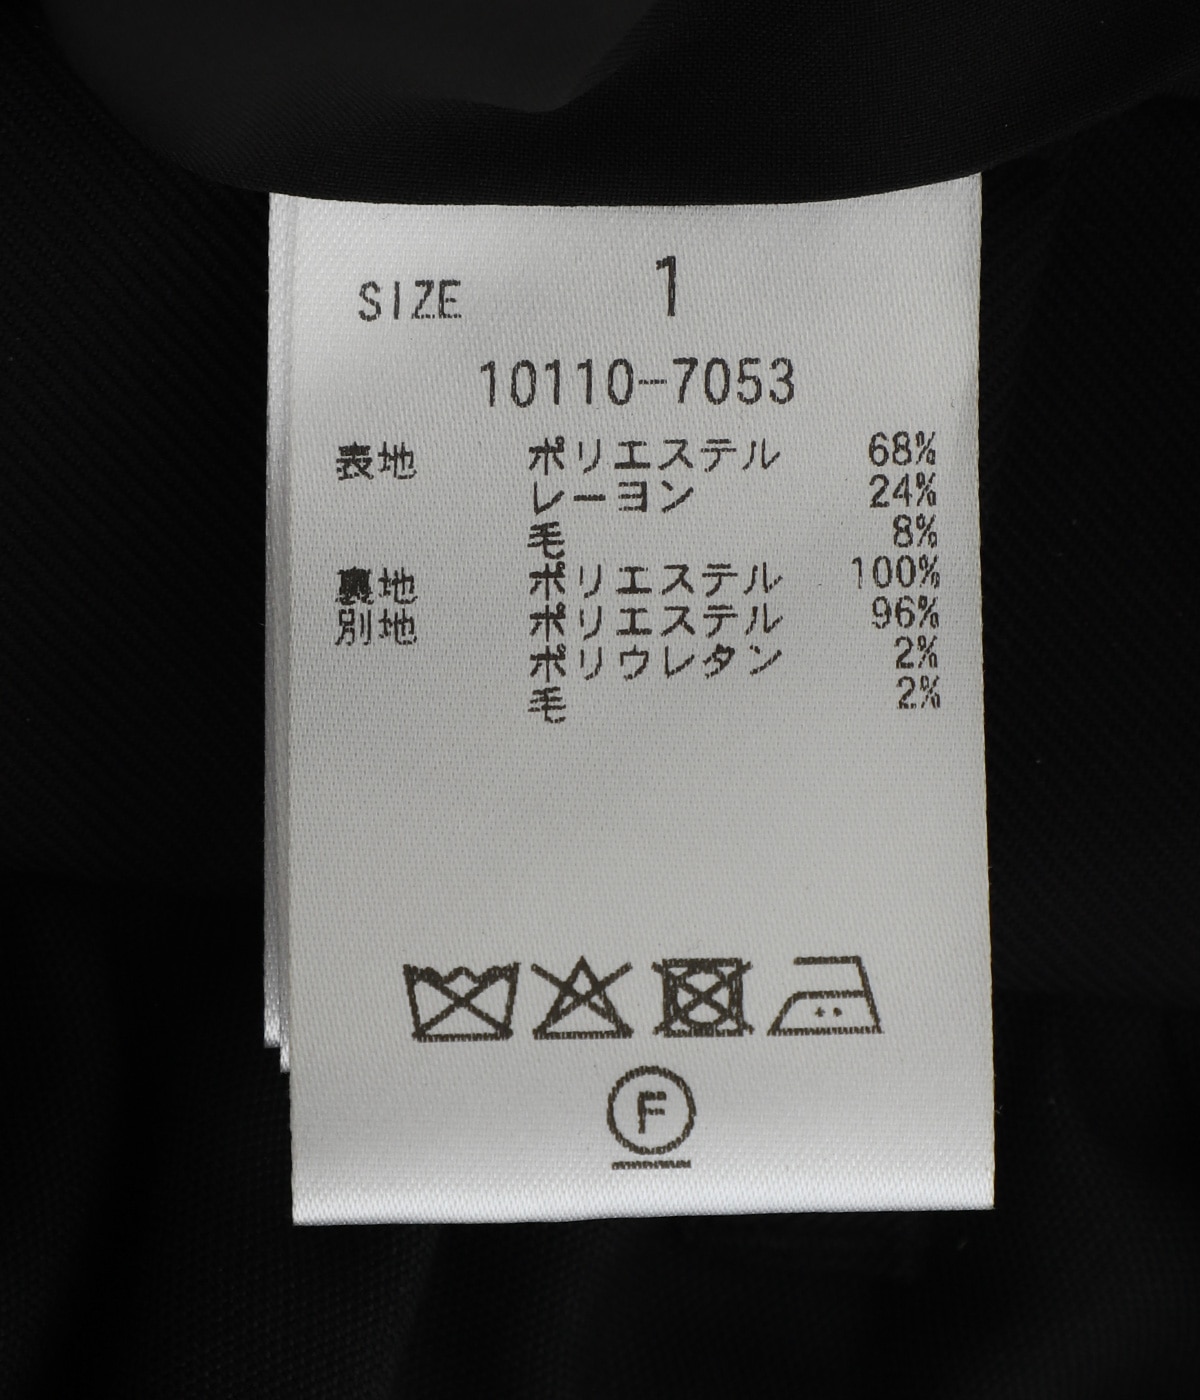 SIZE 1
10110-7053
表地 ポリエステル 68%
レーヨン 24%
毛 8%
裏地 ポリエステル 100%
別地 ポリエステル 96%
ポリウレタン 2%
毛 2%
F